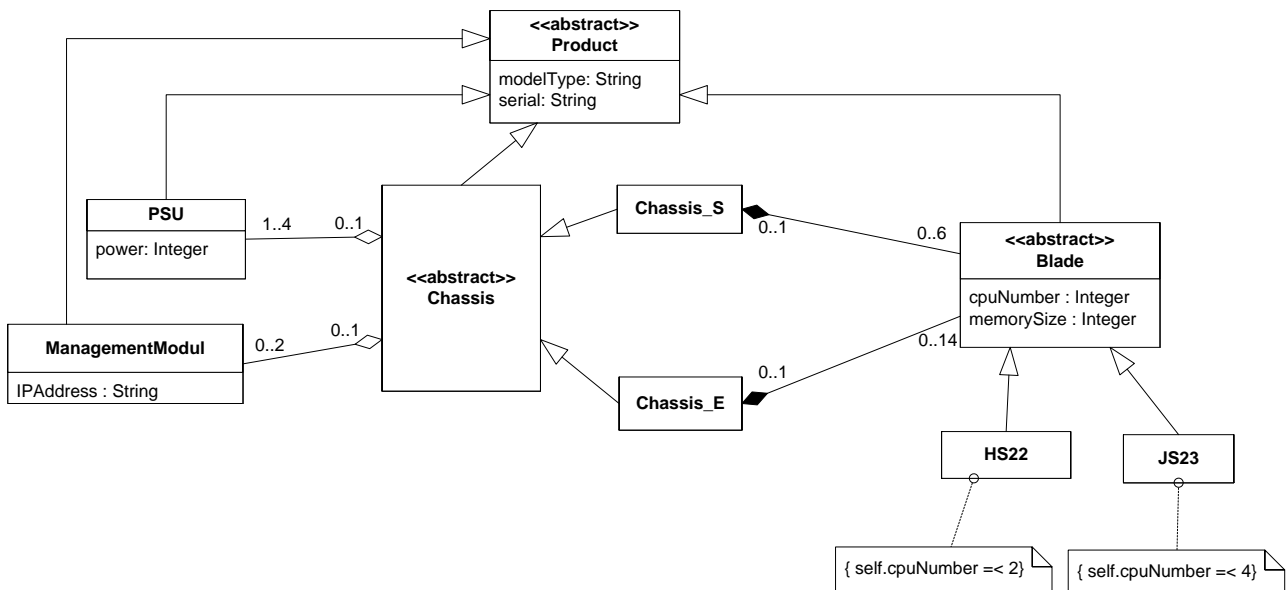 <<abstract>>
Product
modelType: String
serial: String
PSU
power: Integer
1..4
0..1
<<abstract>>
Chassis
Chassis_S
0..1
0..6
<<abstract>>
Blade
cpuNumber : Integer
memorySize : Integer
ManagementModul
IPAddress : String
0..2
0..1
Chassis_E
0..1
0..14
HS22
JS23
{ self.cpuNumber =< 2}
{ self.cpuNumber =< 4}